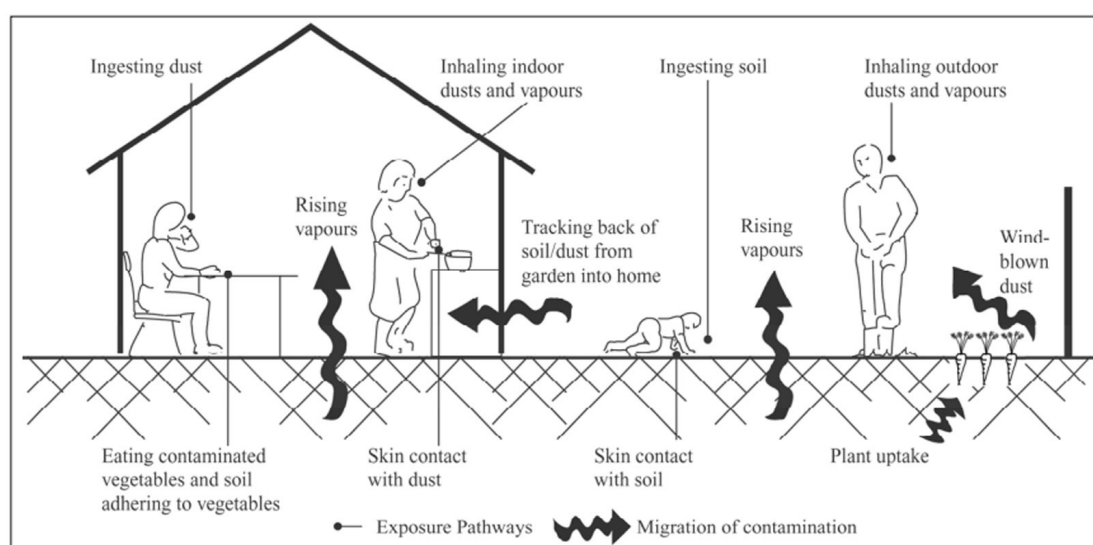 Ingesting dust
Inhaling indoor
dusts and vapours
Ingesting soil
Inhaling outdoor
dusts and vapours
Rising
vapours
Tracking back of
soil/dust from
garden into home
Rising
vapours
Wind-
blown
dust
Eating contaminated
vegetables and soil
adhering to vegetables
Skin contact
with dust
Skin contact
with soil
Plant uptake
Exposure Pathways
Migration of contamination